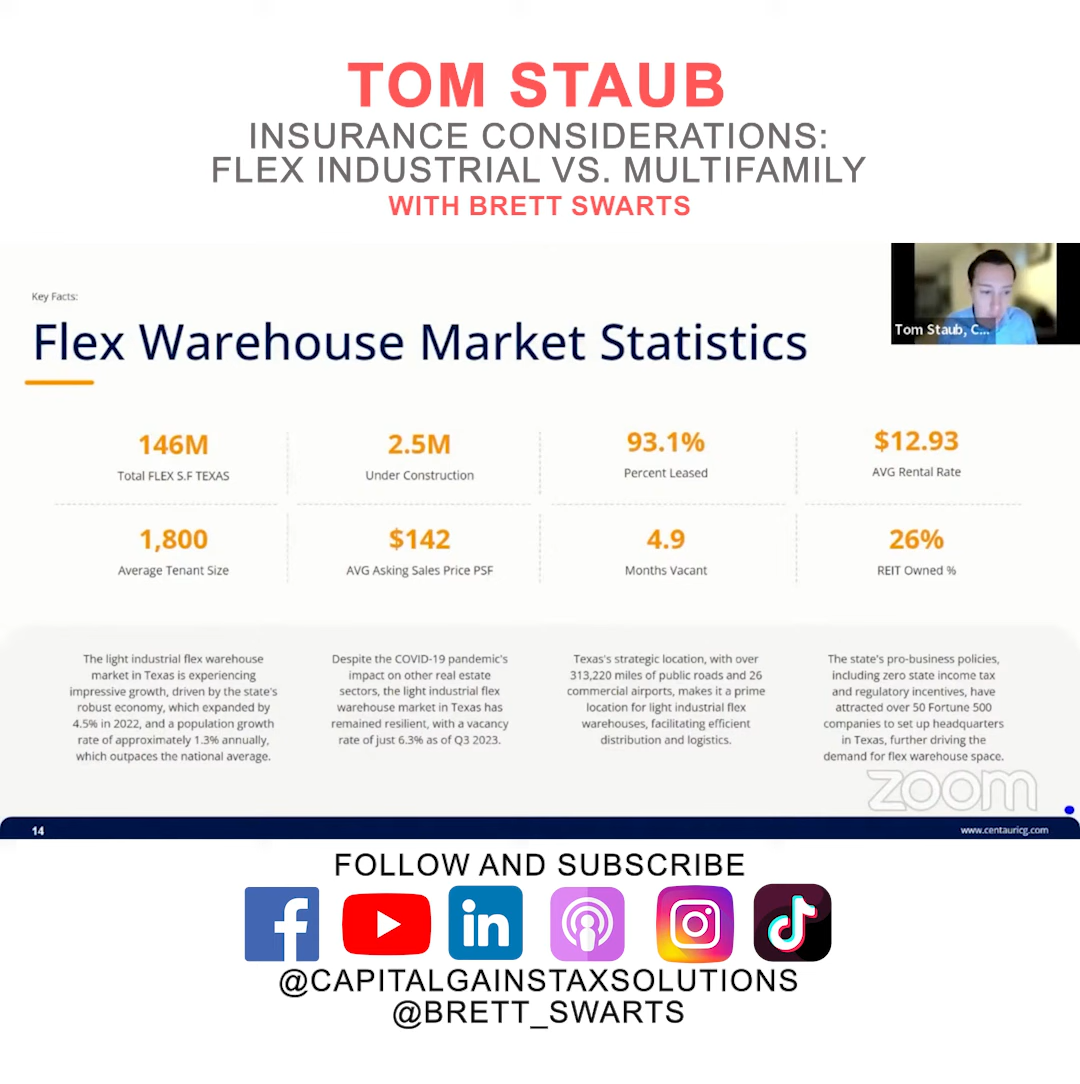 TOM STAUB
INSURANCE CONSIDERATIONS:
FLEX INDUSTRIAL VS. MULTIFAMILY
WITH BRETT SWARTS
Key Facts:
Flex Warehouse Market Statistics
Tom Staub, C...
146M
Total FLEX S.F TEXAS
2.5M
Under Construction
93.1%
Percent Leased
$12.93
AVG Rental Rate
1,800
Average Tenant Size
$142
AVG Asking Sales Price PSF
4.9
Months Vacant
26%
REIT Owned %
The light industrial flex warehouse
market in Texas is experiencing
impressive growth, driven by the state's
robust economy, which expanded by
4.5% in 2022, and a population growth
rate of approximately 1.3% annually,
which outpaces the national average.
Despite the COVID-19 pandemic's
impact on other real estate
sectors, the light industrial flex
warehouse market in Texas has
remained resilient, with a vacancy
rate of just 6.3% as of Q3 2023.
Texas's strategic location, with over
313,220 miles of public roads and 26
commercial airports, makes it a prime
location for light industrial flex
warehouses, facilitating efficient
distribution and logistics.
The state's pro-business policies,
including zero state income tax
and regulatory incentives, have
attracted over 50 Fortune 500
companies to set up headquarters
in Texas, further driving the
demand for flex warehouse space.
zoom
14
www.centauricg.com
FOLLOW AND SUBSCRIBE
@CAPITALGAINSTAXSOLUTIONS
@BRETT_SWARTS